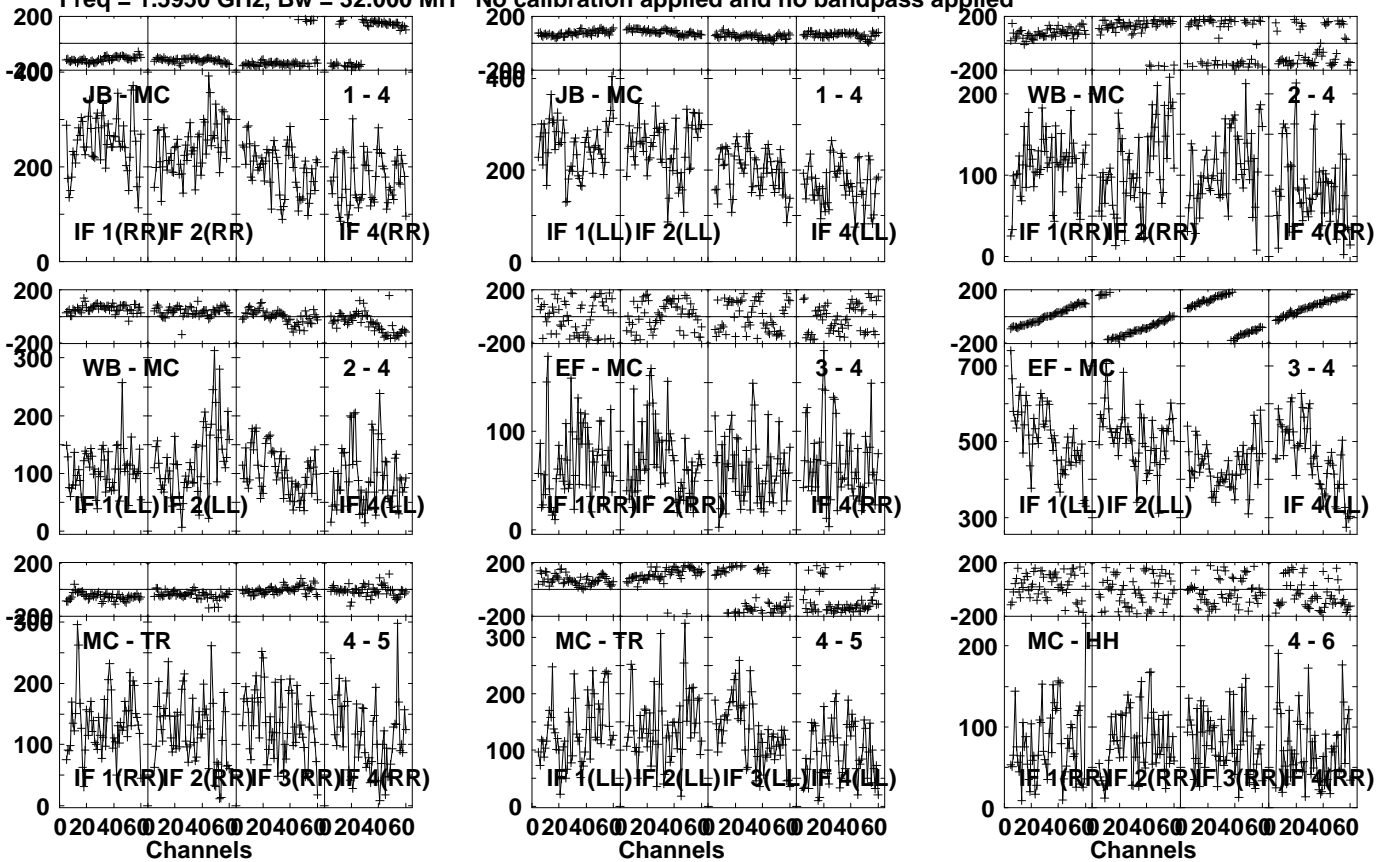 Freq = 1.5950 GHz, Bw = 32.000 MH No calibration applied and no bandpass applied
200
-200
400
JB - MC
1 - 4
200
IF 1(RR)
IF 2(RR)
IF 4(RR)
0
200
-200
400
JB - MC
1 - 4
200
IF 1(LL)
IF 2(LL)
IF 4(LL)
0
200
-200
200
WB - MC
2 - 4
100
IF 1(RR)
IF 2(RR)
IF 4(RR)
0
200
-200
300
WB - MC
2 - 4
200
100
IF 1(LL)
IF 2(LL)
IF 4(LL)
0
200
-200
EF - MC
3 - 4
100
IF 1(RR)
IF 2(RR)
IF 4(RR)
0
200
-200
700
EF - MC
3 - 4
500
IF 1(LL)
IF 2(LL)
IF 4(LL)
300
200
-200
300
MC - TR
4 - 5
200
100
IF 1(RR)
IF 2(RR)
IF 3(RR)
IF 4(RR)
0
0 20 40 60 0 20 40 60 0 20 40 60 0 20 40 60
Channels
200
-200
300
MC - TR
4 - 5
200
100
IF 1(LL)
IF 2(LL)
IF 3(LL)
IF 4(LL)
0
0 20 40 60 0 20 40 60 0 20 40 60 0 20 40 60
Channels
200
-200
200
MC - HH
4 - 6
100
IF 1(RR)
IF 2(RR)
IF 3(RR)
IF 4(RR)
0
0 20 40 60 0 20 40 60 0 20 40 60 0 20 40 60
Channels